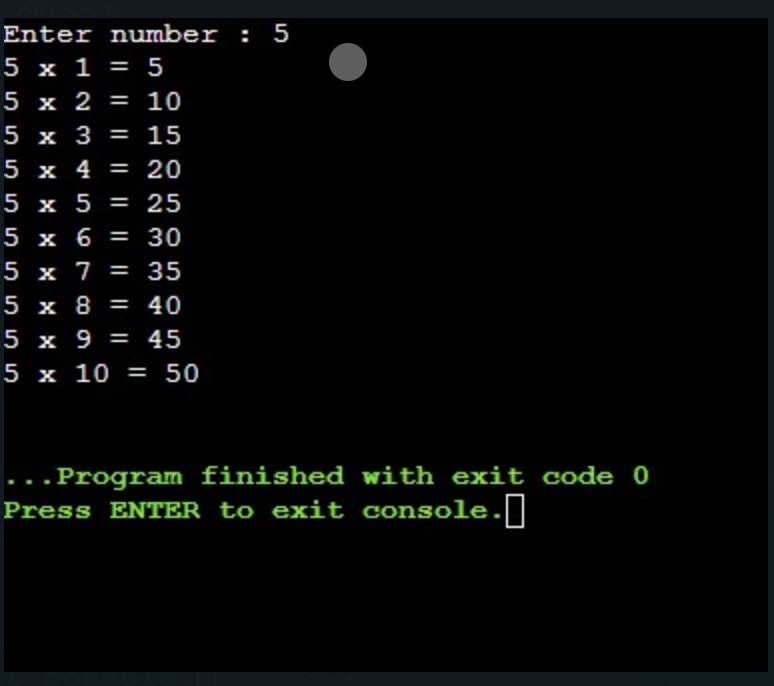 Enter number : 5
5 x 1 = 5
5 x 2 = 10
5 x 3 = 15
5 x 4 = 20
5 x 5 = 25
5 x 6 = 30
5 x 7 = 35
5 x 8 = 40
5 x 9 = 45
5 x 10 = 50
...Program finished with exit code 0
Press ENTER to exit console.